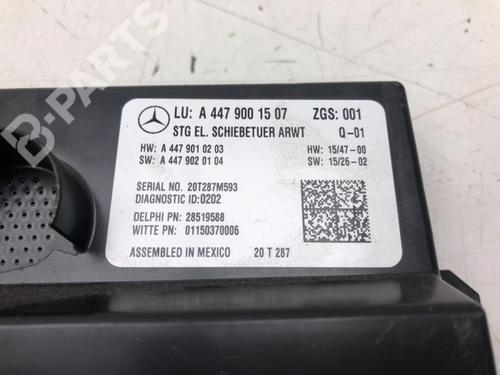 LU: A 447 900 15 07 ZGS: 001
STG EL. SCHIEBETUER ARWT Q-01
HW: A 447 901 02 03 HW: 15/47-00
SW: A 447 902 01 04 SW: 15/26-02
SERIAL NO. 20T287M593
DIAGNOSTIC ID:0202
DELPHI PN: 28519588
WITTE PN: 01150370006
ASSEMBLED IN MEXICO 20 T 287
B-PARTS